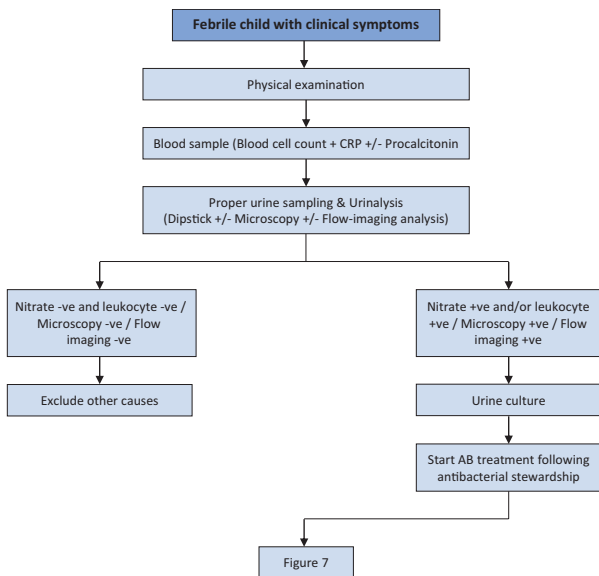 Febrile child with clinical symptoms
Physical examination
Blood sample (Blood cell count + CRP +/- Procalcitonin
Proper urine sampling & Urinalysis
(Dipstick +/- Microscopy +/- Flow-imaging analysis)
Nitrate -ve and leukocyte -ve /
Microscopy -ve / Flow
imaging -ve
Nitrate +ve and/or leukocyte
+ve / Microscopy +ve / Flow
imaging +ve
Exclude other causes
Urine culture
Start AB treatment following
antibacterial stewardship
Figure 7